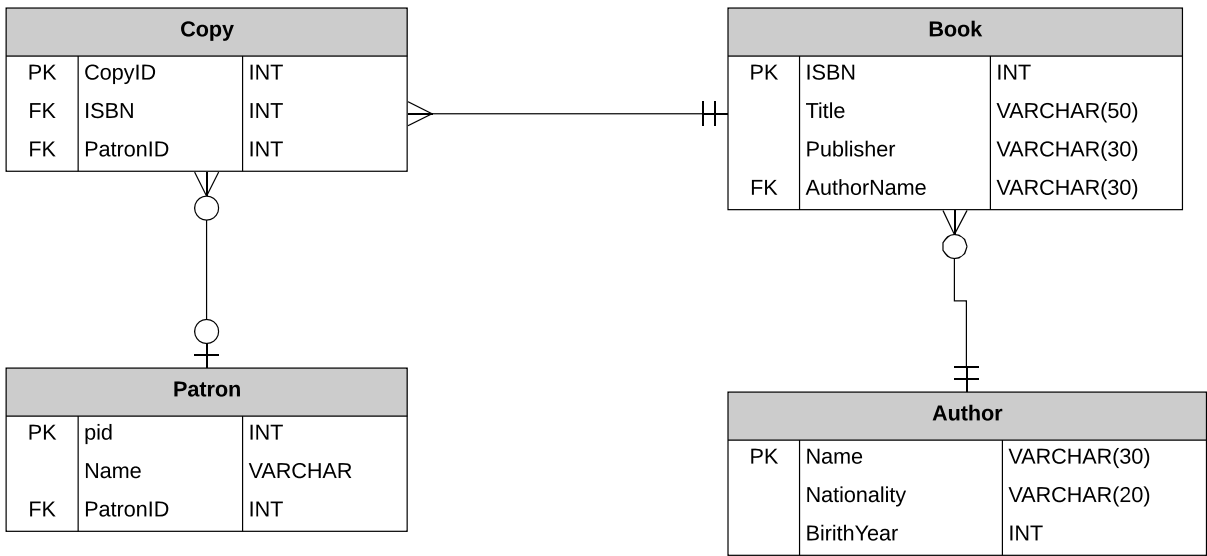 Copy
PK CopyID INT
FK ISBN INT
FK PatronID INT
Book
PK ISBN INT
Title VARCHAR(50)
Publisher VARCHAR(30)
FK AuthorName VARCHAR(30)
Patron
PK pid INT
Name VARCHAR
FK PatronID INT
Author
PK Name VARCHAR(30)
Nationality VARCHAR(20)
BirithYear INT